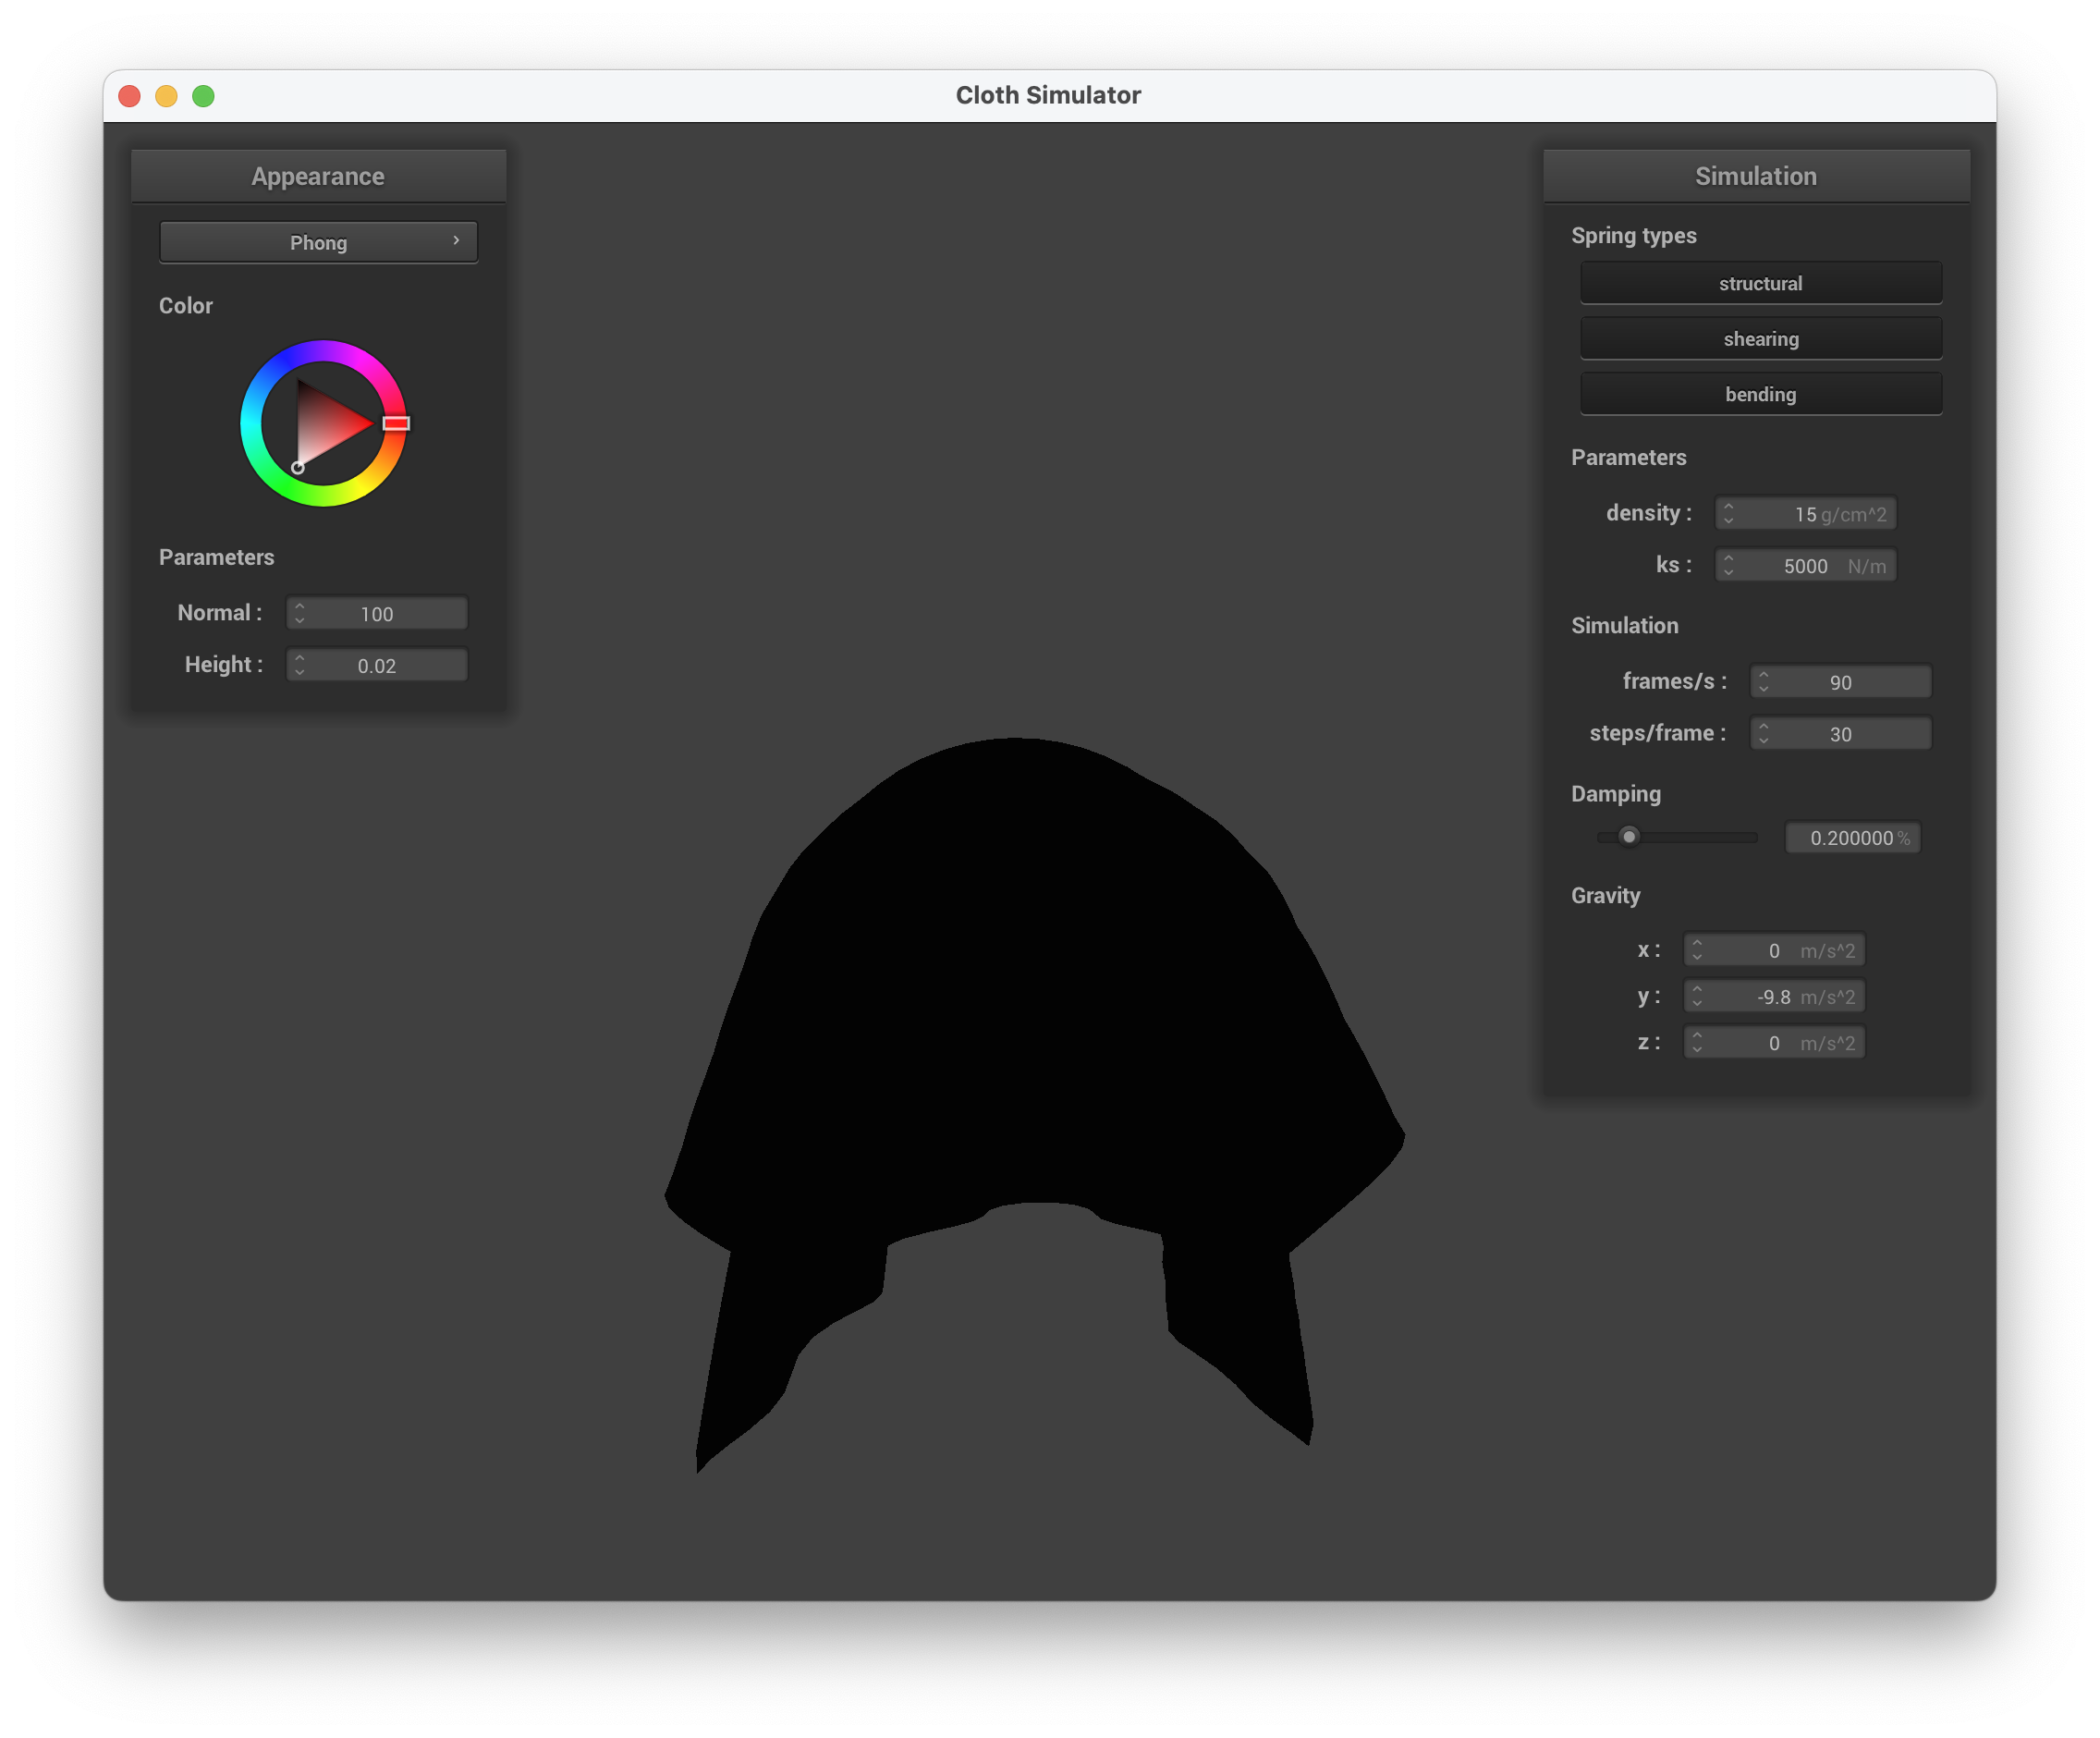 Cloth Simulator
Appearance
Phong
Color
Parameters
Normal : 100
Height : 0.02
Simulation
Spring types
structural
shearing
bending
Parameters
density : 15 g/cm^2
ks : 5000 N/m
Simulation
frames/s : 90
steps/frame : 30
Damping
0.200000 %
Gravity
x : 0 m/s^2
y : -9.8 m/s^2
z : 0 m/s^2